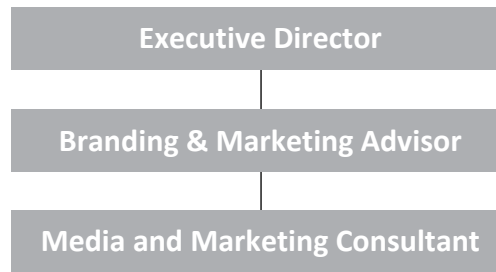 Executive Director
Branding & Marketing Advisor
Media and Marketing Consultant